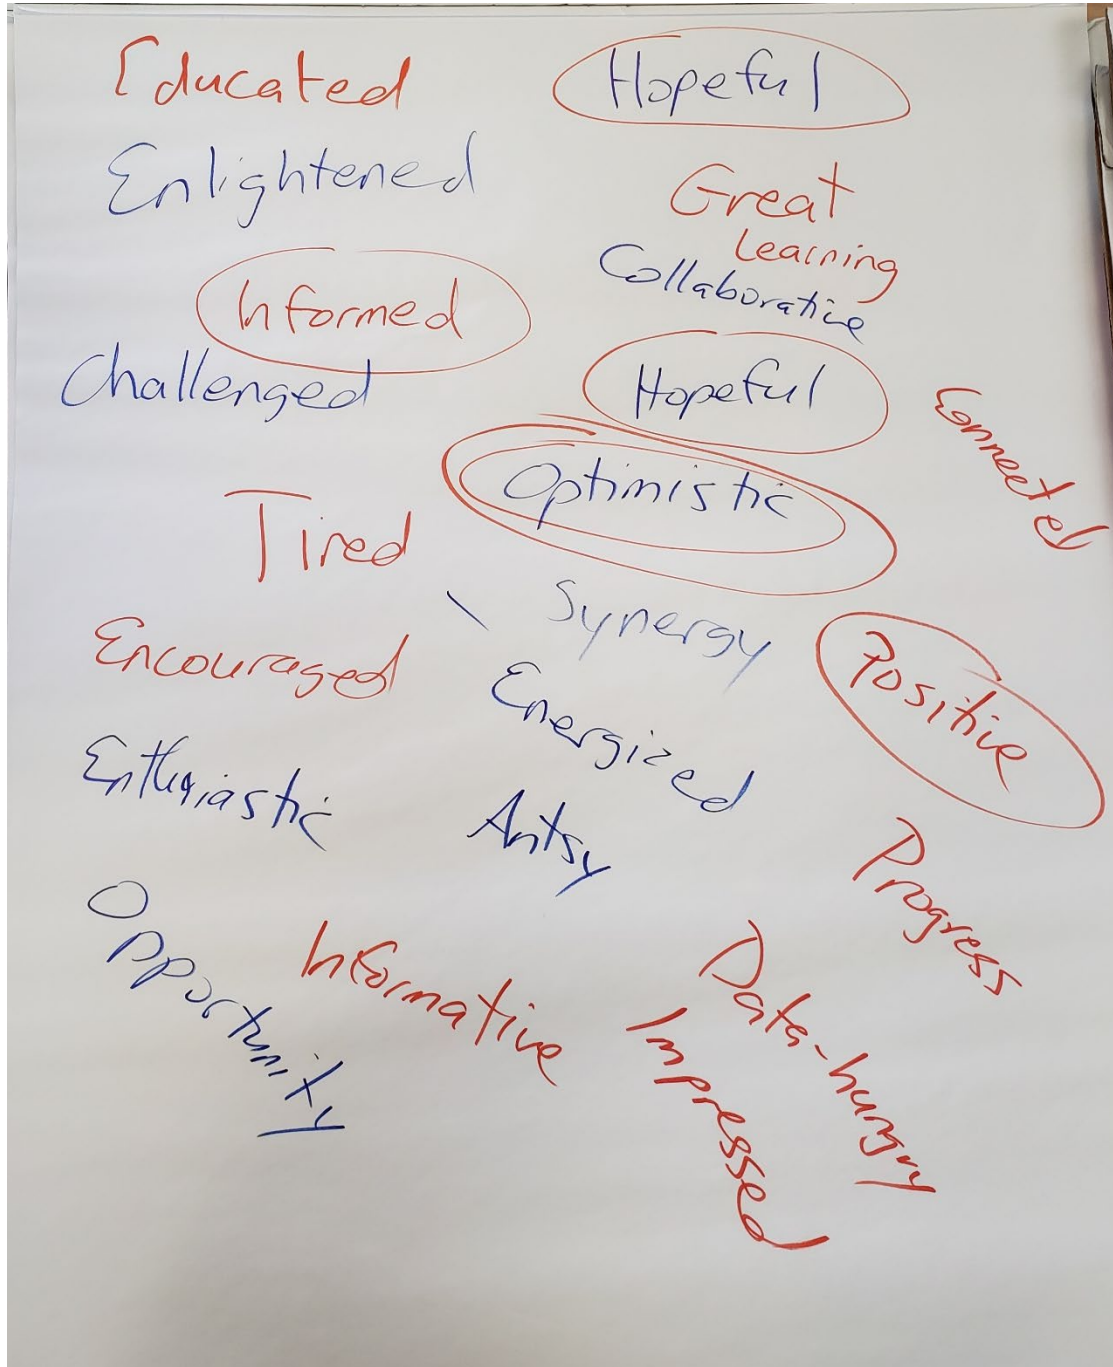 Educated
Hopeful
Enlightened
Great
Learning
Collaborative
Informed
Challenged
Hopeful
Connected
Optimistic
Tired
Synergy
Encouraged
Positive
Energized
Enthusiastic
Antsy
Progress
Opportunity
Informative
Data-hungry
Impressed